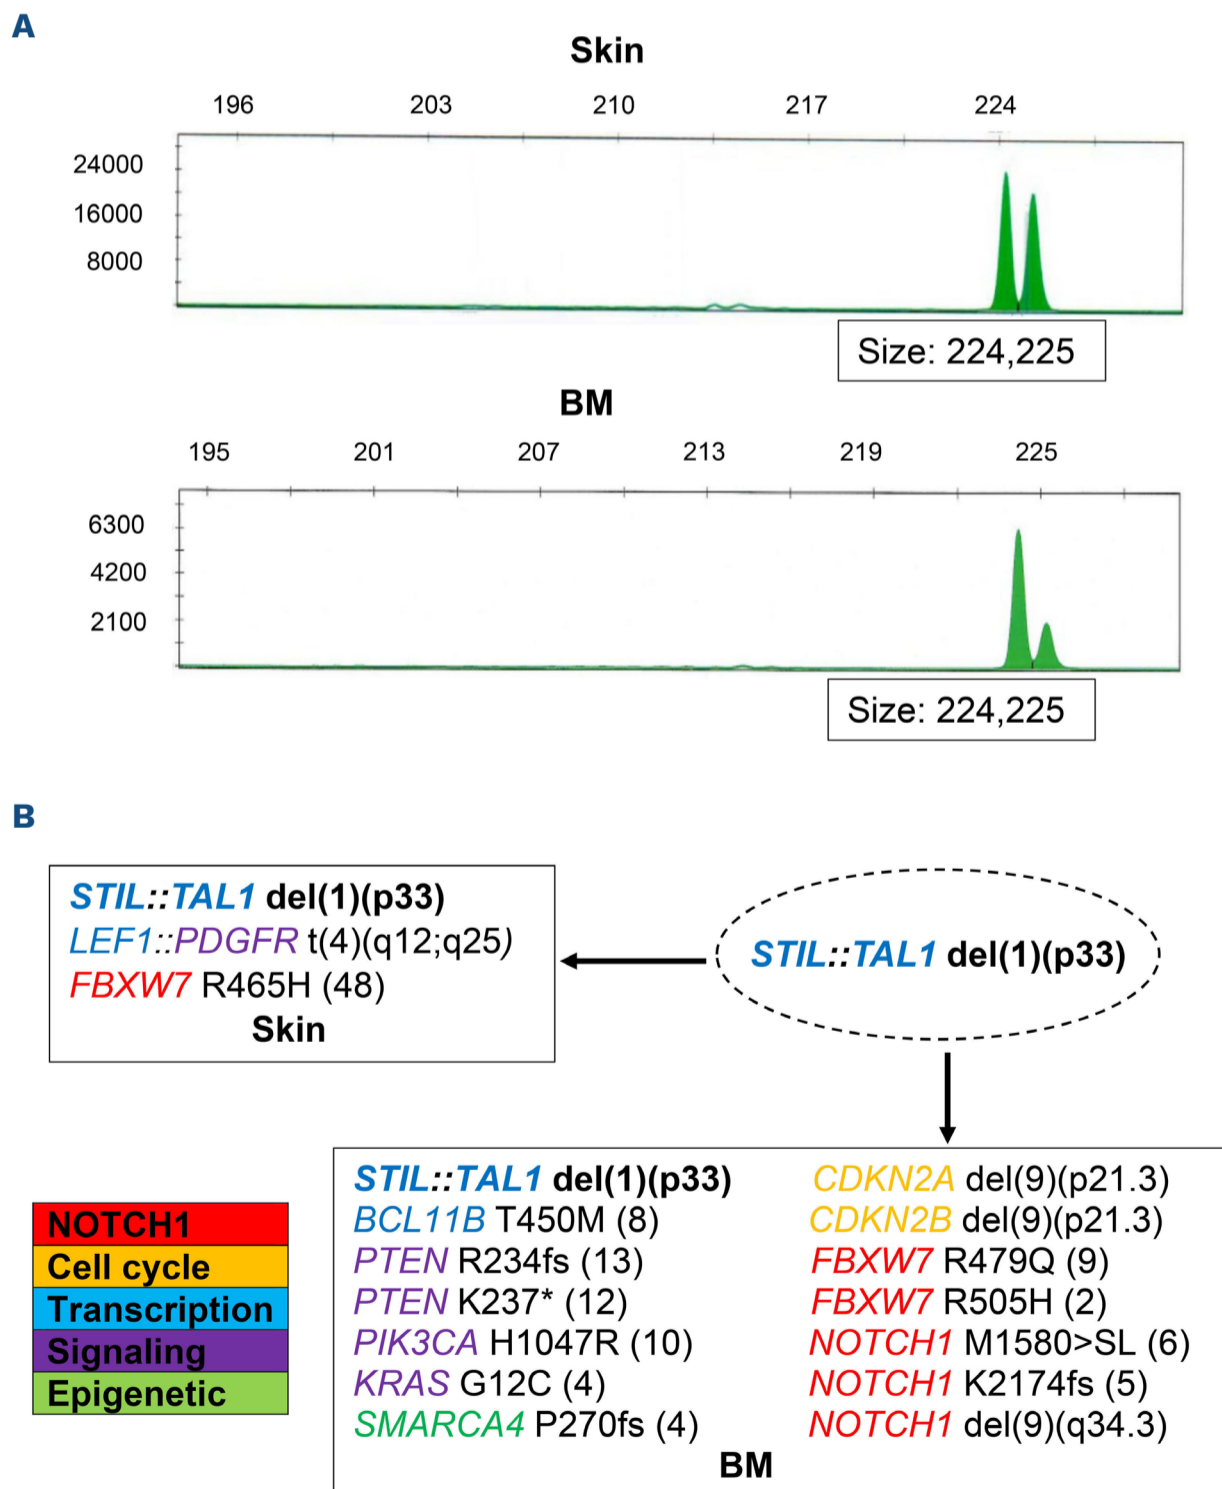 A
Skin
196 203 210 217 224
24000
16000
8000
Size: 224,225
BM
195 201 207 213 219 225
6300
4200
2100
Size: 224,225
B
STIL::TAL1 del(1)(p33)
LEF1::PDGFR t(4)(q12;q25)
FBXW7 R465H (48)
Skin
STIL::TAL1 del(1)(p33)
NOTCH1
Cell cycle
Transcription
Signaling
Epigenetic
STIL::TAL1 del(1)(p33)
BCL11B T450M (8)
PTEN R234fs (13)
PTEN K237* (12)
PIK3CA H1047R (10)
KRAS G12C (4)
SMARCA4 P270fs (4)
CDKN2A del(9)(p21.3)
CDKN2B del(9)(p21.3)
FBXW7 R479Q (9)
FBXW7 R505H (2)
NOTCH1 M1580>SL (6)
NOTCH1 K2174fs (5)
NOTCH1 del(9)(q34.3)
BM